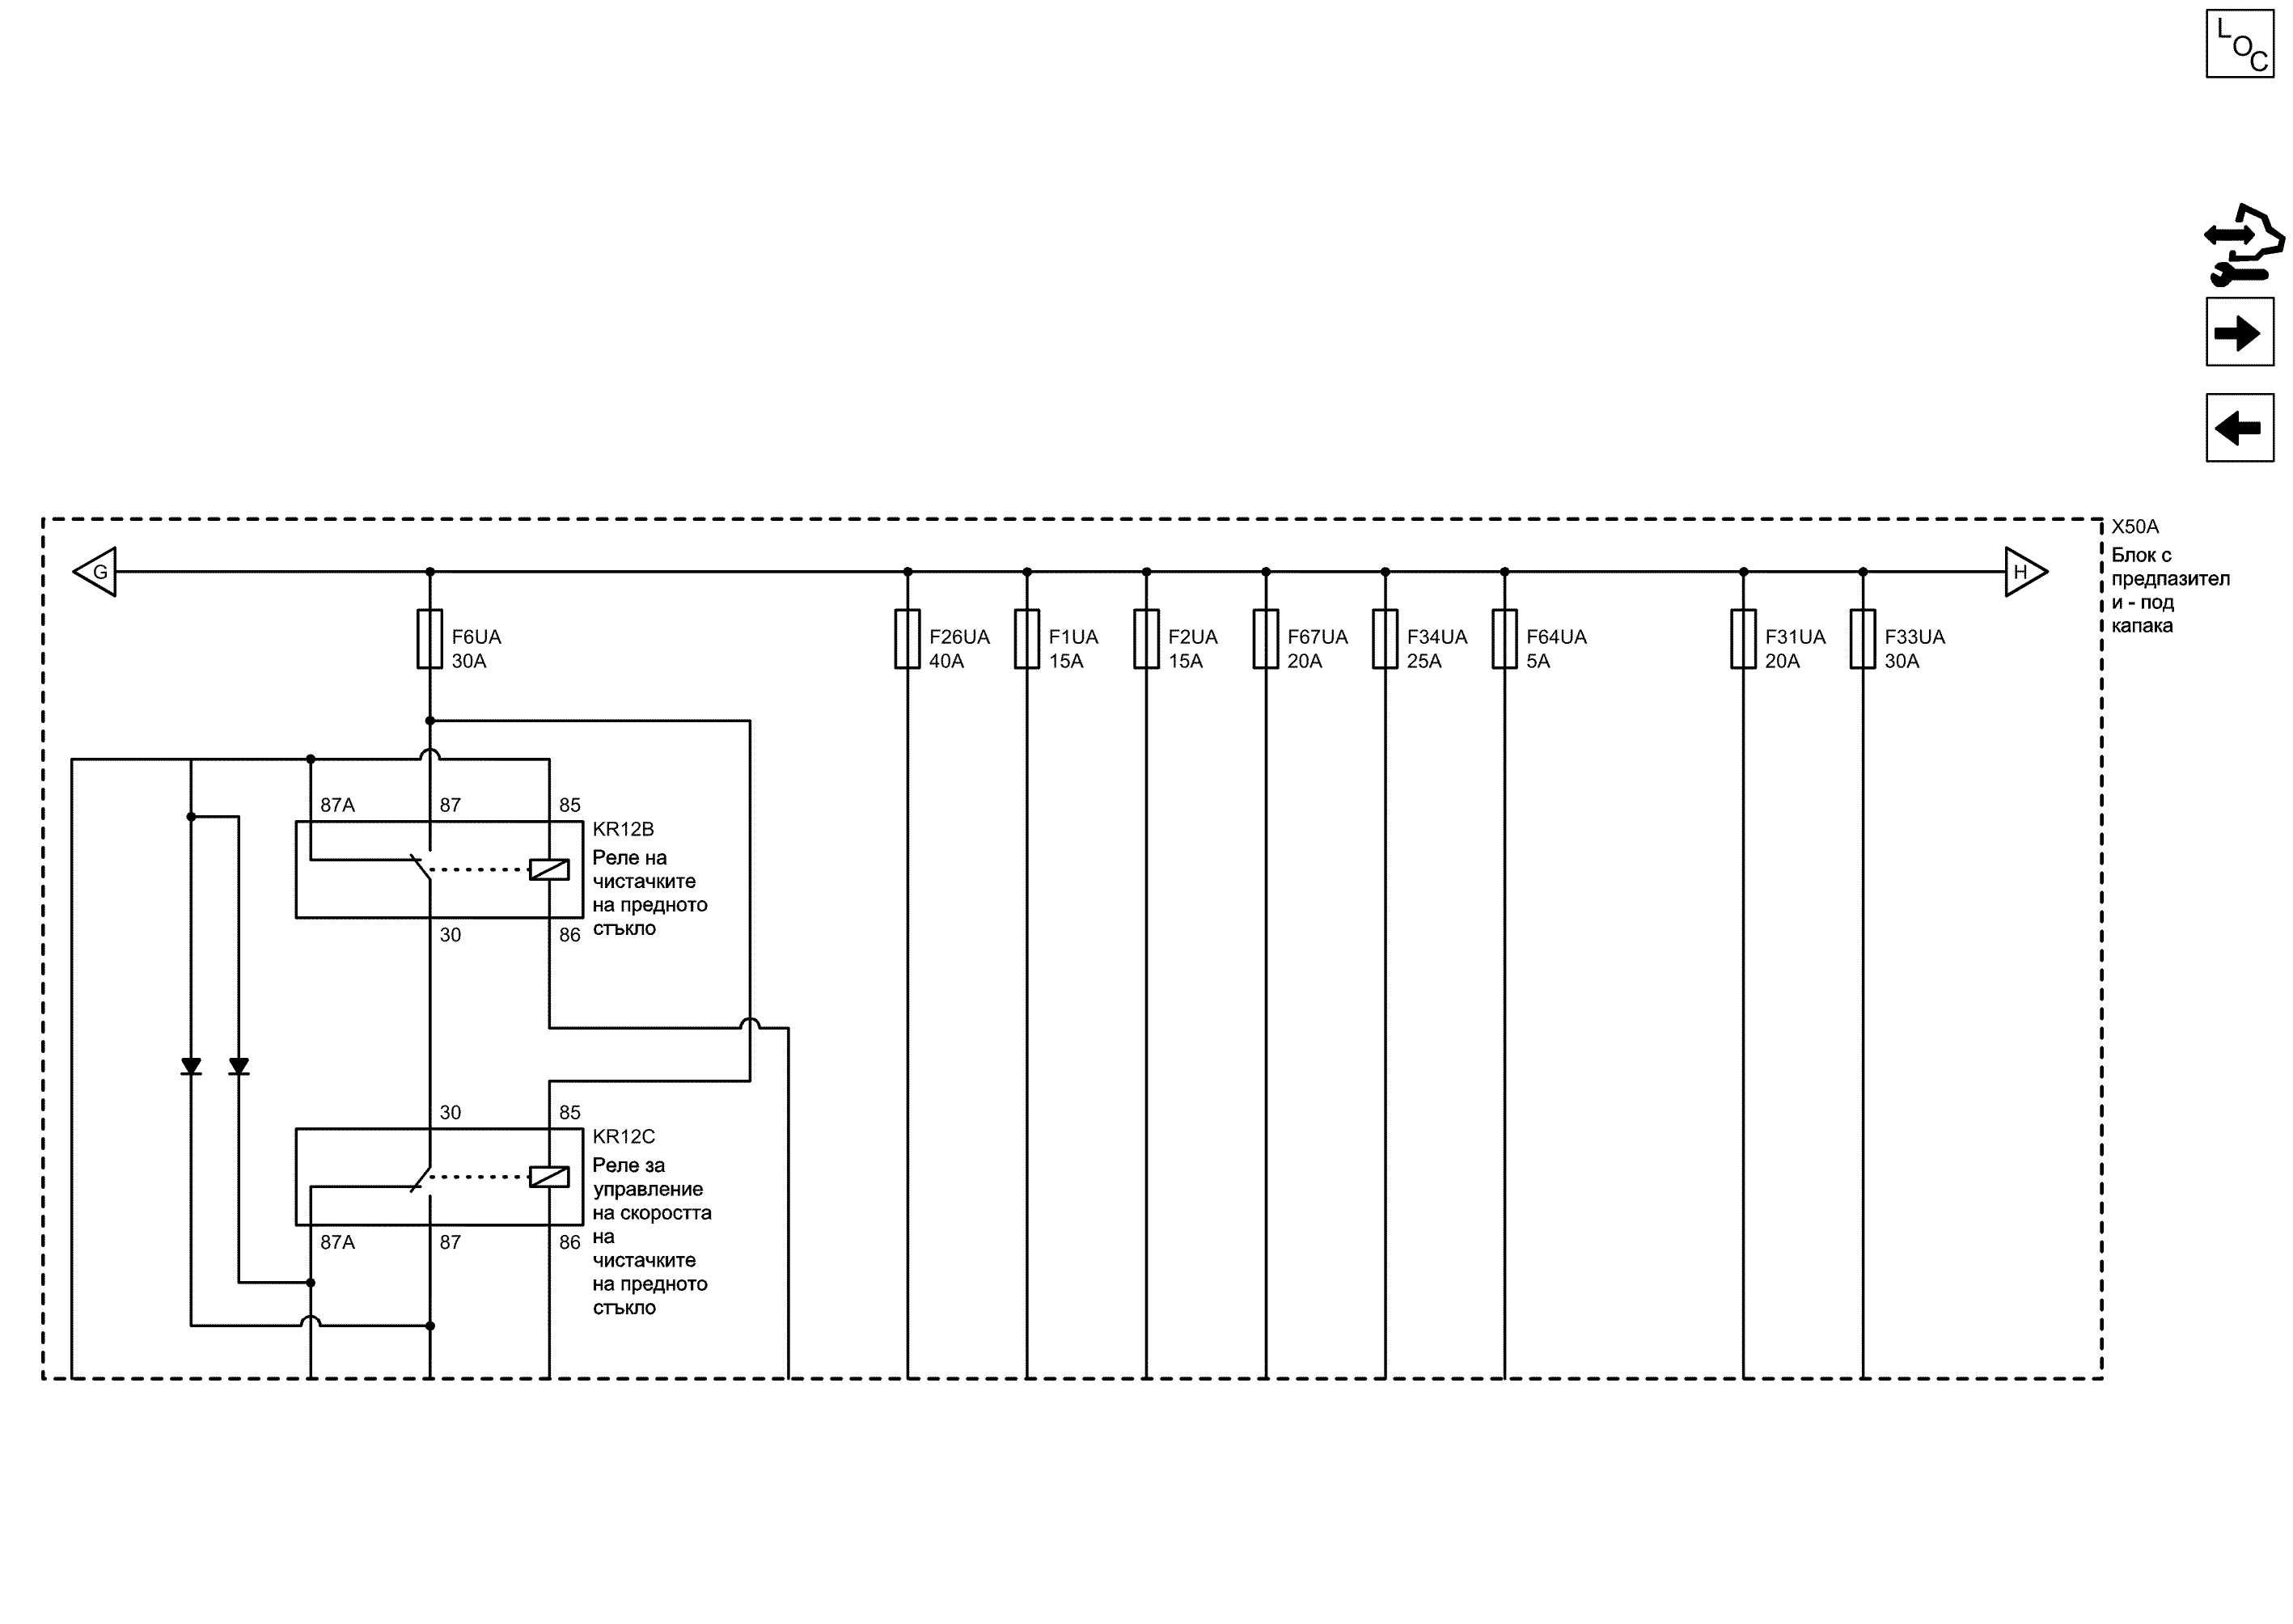 LOC
X50A
Блок с
предпазител
и - под
капака
G
H
F6UA
30A
F26UA
40A
F1UA
15A
F2UA
15A
F67UA
20A
F34UA
25A
F64UA
5A
F31UA
20A
F33UA
30A
87A
87
85
KR12B
Реле на
чистачките
на предното
стъкло
30
86
30
85
KR12C
Реле за
управление
на скоростта
на
чистачките
на предното
стъкло
87A
87
86